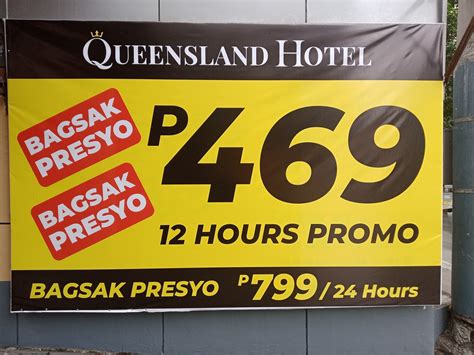 QUEENSLAND HOTEL
BAGSAK
PRESYO
BAGSAK
PRESYO
P469
12 HOURS PROMO
BAGSAK PRESYO P799 / 24 Hours